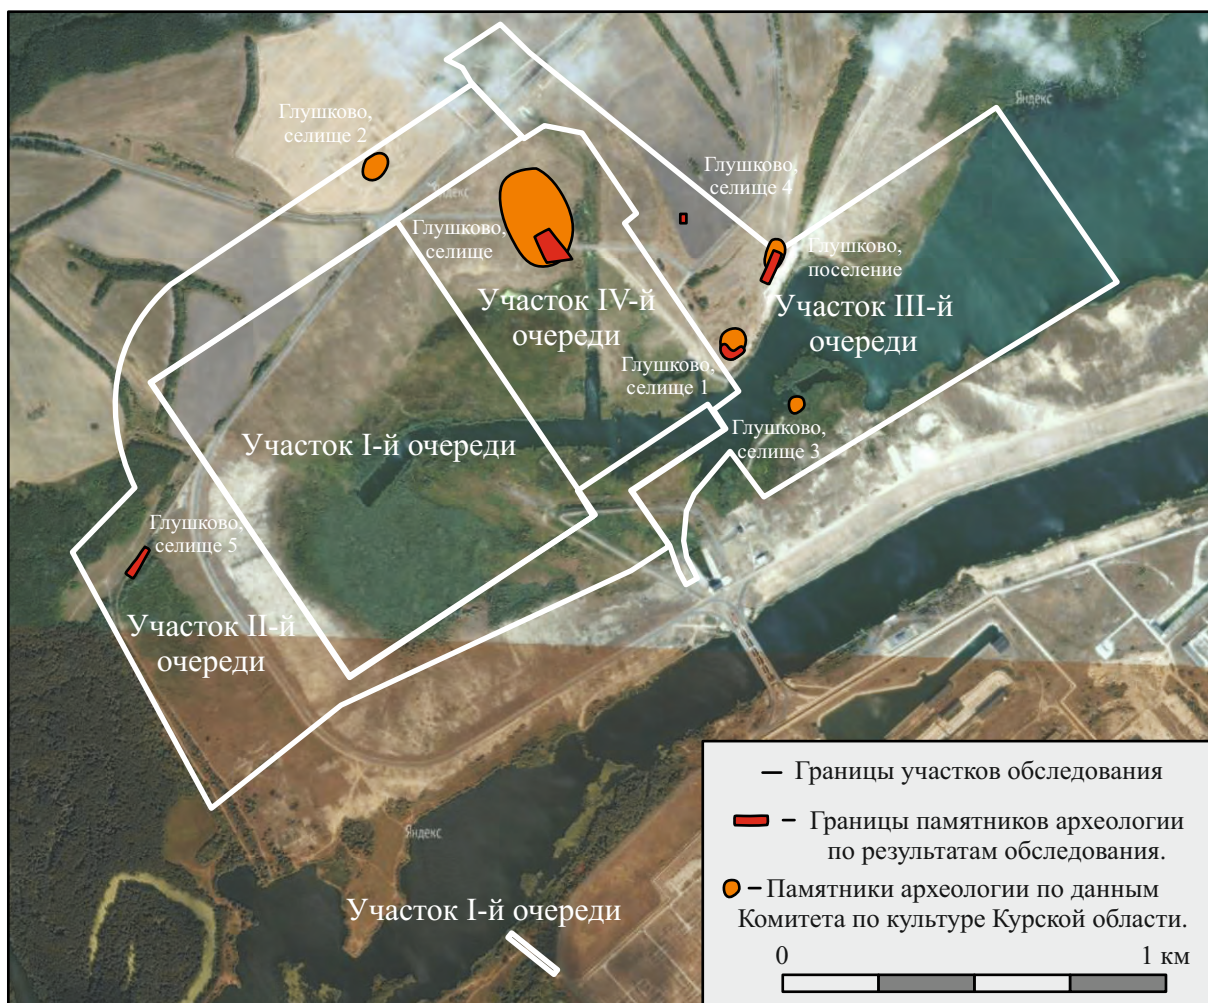 Яндекс
Глушково,
селище 2
Глушково,
селище 4
Яндекс
Глушково,
селище
Глушково,
поселение
Участок IV-й
очереди
Участок III-й
очереди
Глушково,
селище 1
Глушково,
селище 3
Участок I-й очереди
Глушково,
селище 5
Участок II-й
очереди
Яндекс
Участок I-й очереди
— Границы участков обследования
– Границы памятников археологии
по результатам обследования.
– Памятники археологии по данным
Комитета по культуре Курской области.
0 1 км